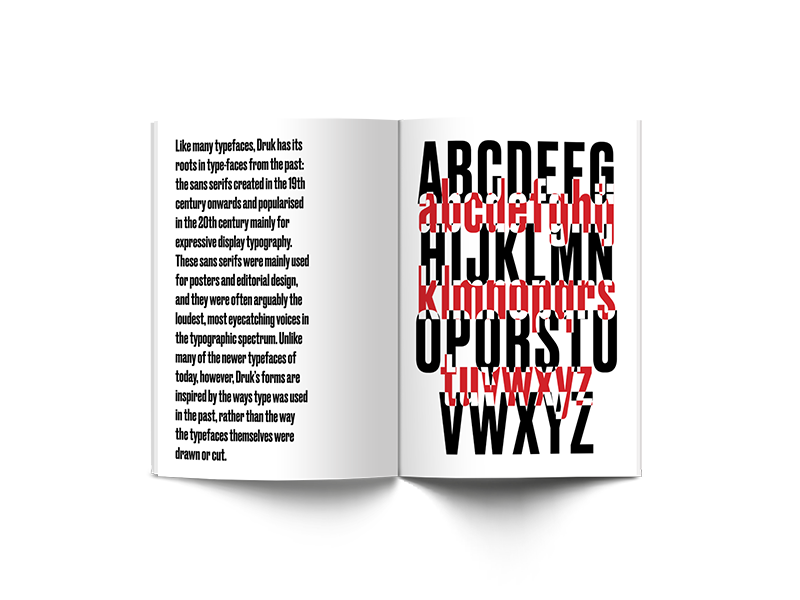 Like many typefaces, Druk has its
roots in type-faces from the past:
the sans serifs created in the 19th
century onwards and popularised
in the 20th century mainly for
expressive display typography.
These sans serifs were mainly used
for posters and editorial design,
and they were often arguably the
loudest, most eyecatching voices in
the typographic spectrum. Unlike
many of the newer typefaces of
today, however, Druk's forms are
inspired by the ways type was used
in the past, rather than the way
the typefaces themselves were
drawn or cut.
ABCDEFG
abcdefghij
HIJKLMN
klmnopqrs
OPQRSTU
tuvwxyz
VWXYZ